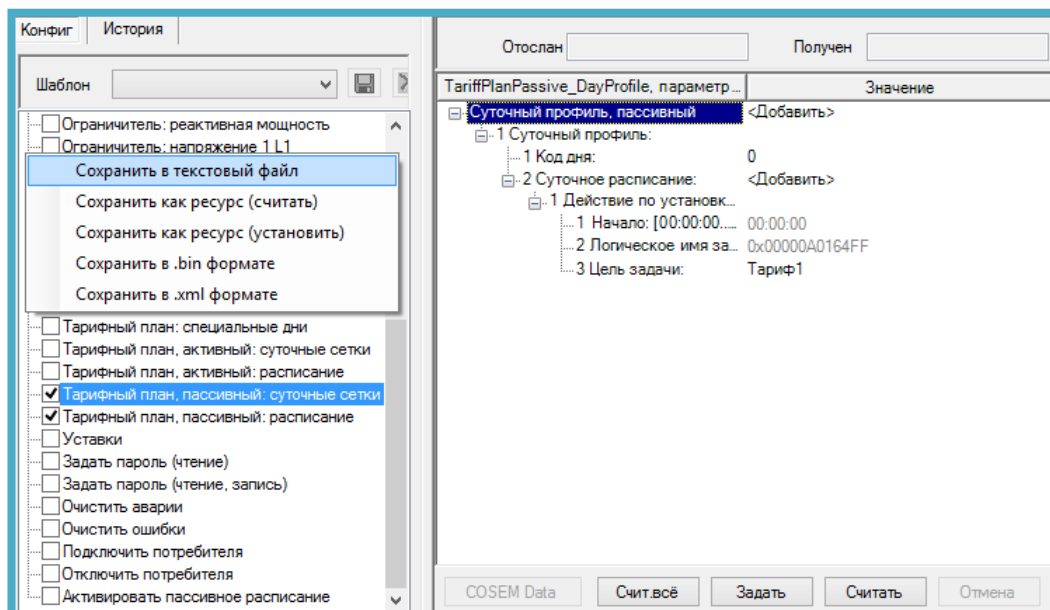 Конфиг История
Шаблон
Ограничитель: реактивная мощность
Ограничитель: напряжение 1 L1
Сохранить в текстовый файл
Сохранить как ресурс (считать)
Сохранить как ресурс (установить)
Сохранить в .bin формате
Сохранить в .xml формате
Тарифный план: специальные дни
Тарифный план, активный: суточные сетки
Тарифный план, активный: расписание
Тарифный план, пассивный: суточные сетки
Тарифный план, пассивный: расписание
Уставки
Задать пароль (чтение)
Задать пароль (чтение, запись)
Очистить аварии
Очистить ошибки
Подключить потребителя
Отключить потребителя
Активировать пассивное расписание
Отослан Получен
TariffPlanPassive_DayProfile, параметр... Значение
Суточный профиль, пассивный <Добавить>
1 Суточный профиль:
1 Код дня: 0
2 Суточное расписание: <Добавить>
1 Действие по установк...
1 Начало: [00:00:00..... 00:00:00
2 Логическое имя за... 0x00000A0164FF
3 Цель задачи: Тариф1
COSEM Data Счит.всё Задать Считать Отмена